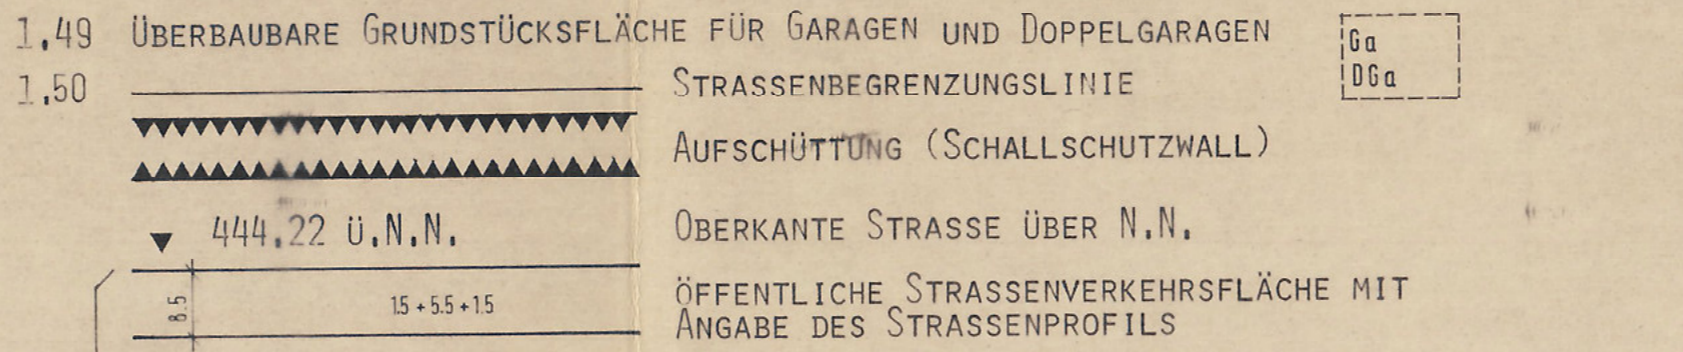 1.49 ÜBERBAUBARE GRUNDSTÜCKSFLÄCHE FÜR GARAGEN UND DOPPELGARAGEN
Ga
DGa
1.50 STRASSENBEGRENZUNGSLINIE
AUFSCHÜTTUNG (SCHALLSCHUTZWALL)
444.22 Ü.N.N. OBERKANTE STRASSE ÜBER N.N.
8.5 1.5 + 5.5 + 1.5 ÖFFENTLICHE STRASSENVERKEHRSFLÄCHE MIT
ANGABE DES STRASSENPROFILS